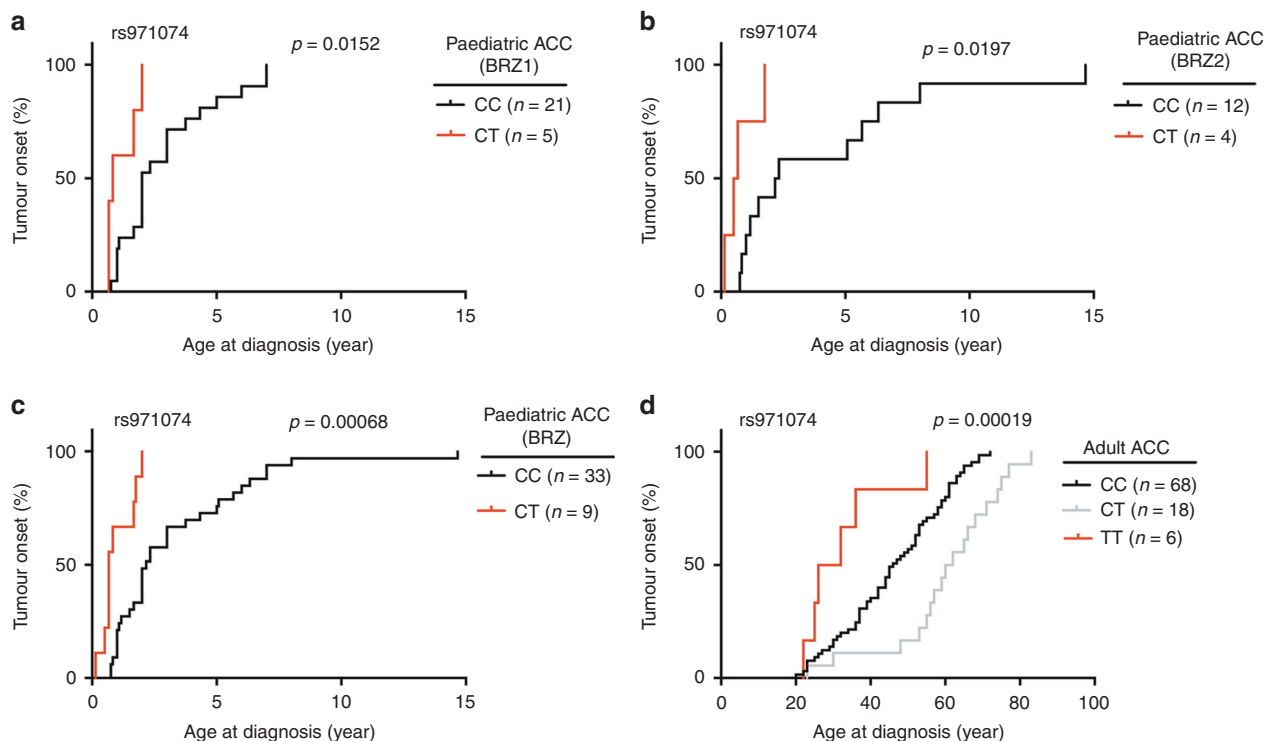 a
rs971074
p = 0.0152
Paediatric ACC
(BRZ1)
CC (n = 21)
CT (n = 5)
Tumour onset (%)
100
50
0
0 5 10 15
Age at diagnosis (year)
b
rs971074
p = 0.0197
Paediatric ACC
(BRZ2)
CC (n = 12)
CT (n = 4)
Tumour onset (%)
100
50
0
0 5 10 15
Age at diagnosis (year)
c
rs971074
p = 0.00068
Paediatric ACC
(BRZ)
CC (n = 33)
CT (n = 9)
Tumour onset (%)
100
50
0
0 5 10 15
Age at diagnosis (year)
d
rs971074
p = 0.00019
Adult ACC
CC (n = 68)
CT (n = 18)
TT (n = 6)
Tumour onset (%)
100
50
0
20 40 60 80 100
Age at diagnosis (year)